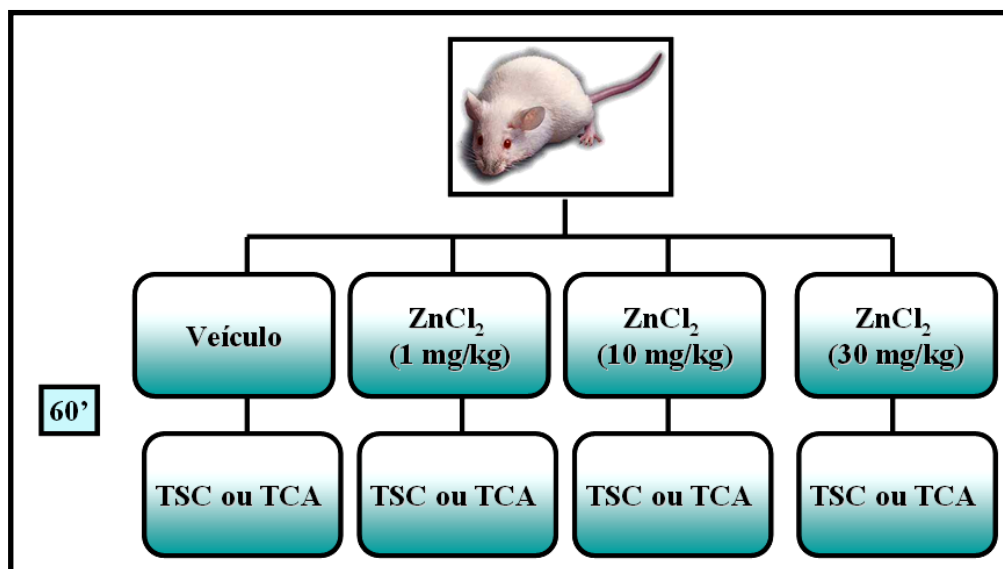 Veículo
ZnCl₂
(1 mg/kg)
ZnCl₂
(10 mg/kg)
ZnCl₂
(30 mg/kg)
60’
TSC ou TCA
TSC ou TCA
TSC ou TCA
TSC ou TCA